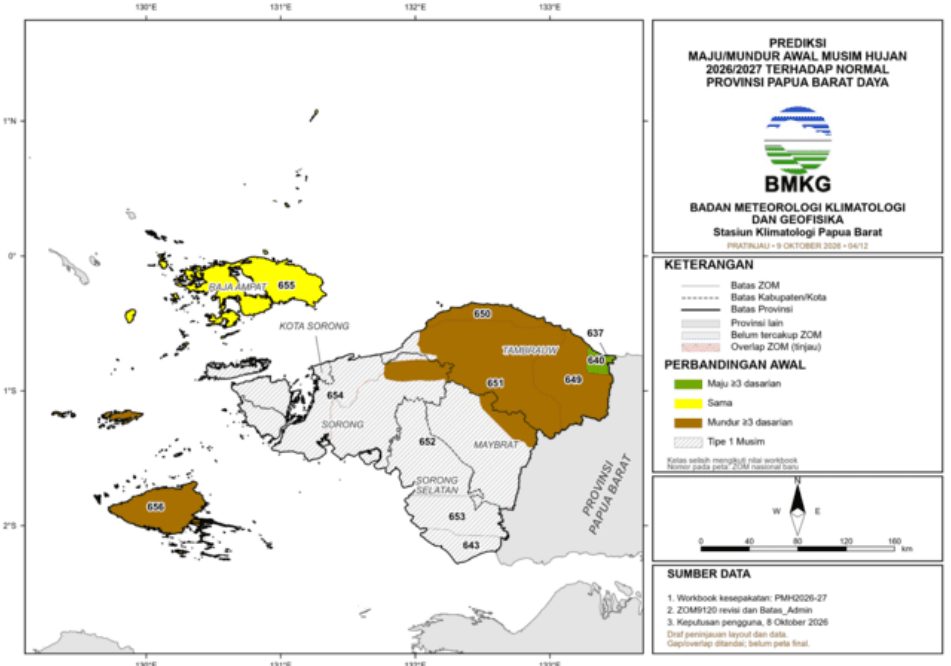 130°E 131°E 132°E 133°E
1°N
0°
1°S
2°S
655
RAJA AMPAT
KOTA SORONG
650
637
640
TAMBRAUW
651
649
654
SORONG
652
MAYBRAT
SORONG
SELATAN
656
653
643
PROVINSI
PAPUA BARAT
130°E 131°E 132°E 133°E
PREDIKSI
MAJU/MUNDUR AWAL MUSIM HUJAN
2026/2027 TERHADAP NORMAL
PROVINSI PAPUA BARAT DAYA
BMKG
BADAN METEOROLOGI KLIMATOLOGI
DAN GEOFISIKA
Stasiun Klimatologi Papua Barat
PRATINJAU • 9 OKTOBER 2026 • 04/12
KETERANGAN
Batas ZOM
Batas Kabupaten/Kota
Batas Provinsi
Provinsi lain
Belum tercakup ZOM
Overlap ZOM (tinjau)
PERBANDINGAN AWAL
Maju ≥3 dasarian
Sama
Mundur ≥3 dasarian
Tipe 1 Musim
Kelas selisih mengikuti nilai workbook
Nomor pada peta: ZOM nasional baru
N
W E
S
0 40 80 120 160
km
SUMBER DATA
1. Workbook kesepakatan: PMH2026-27
2. ZOM9120 revisi dan Batas_Admin
3. Keputusan pengguna, 8 Oktober 2026
Draf peninjauan layout dan data.
Gap/overlap ditandai; belum peta final.